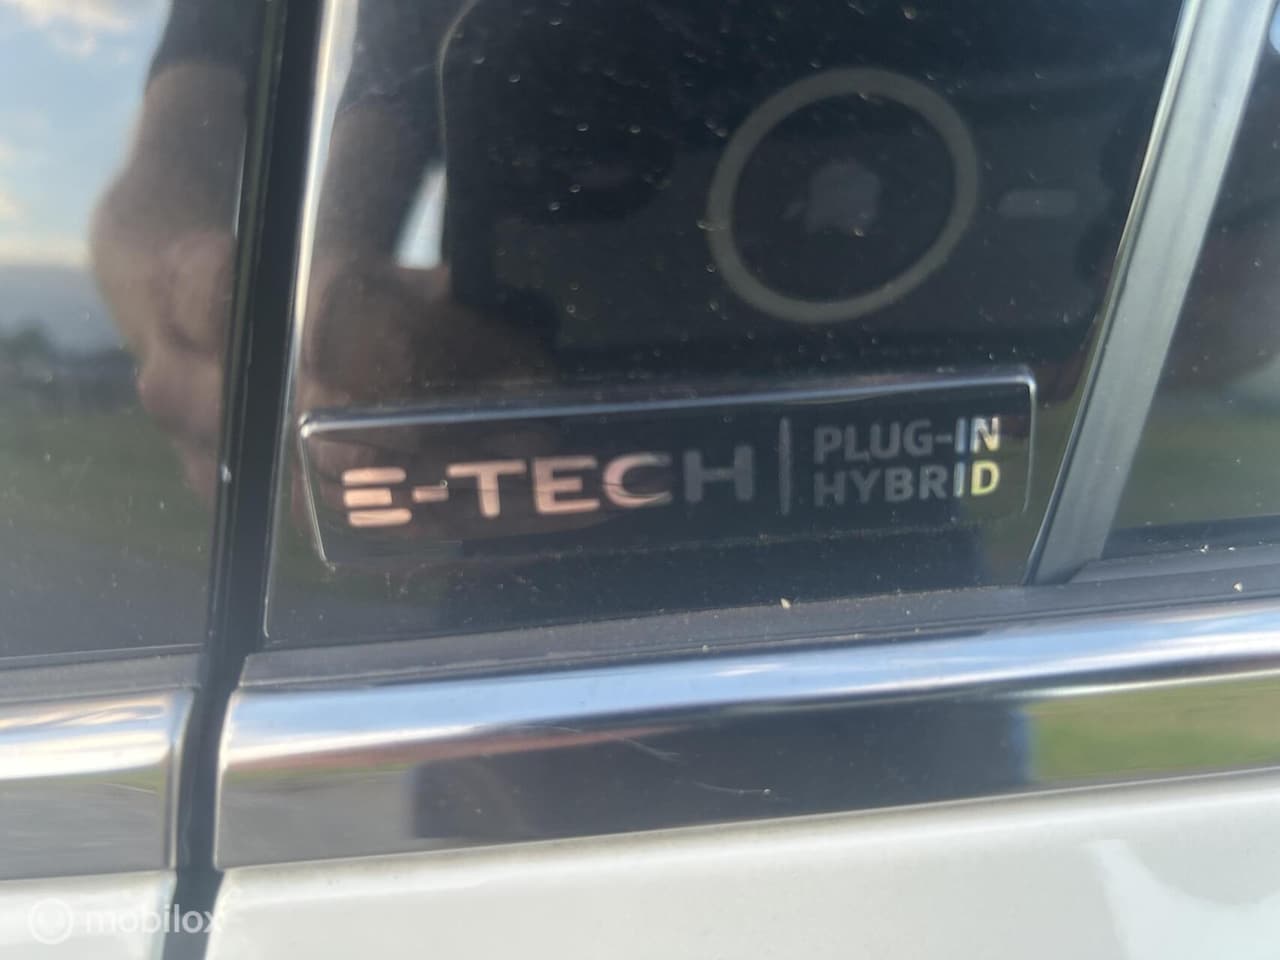 E-TECH
PLUG-IN
HYBRID
mobilox